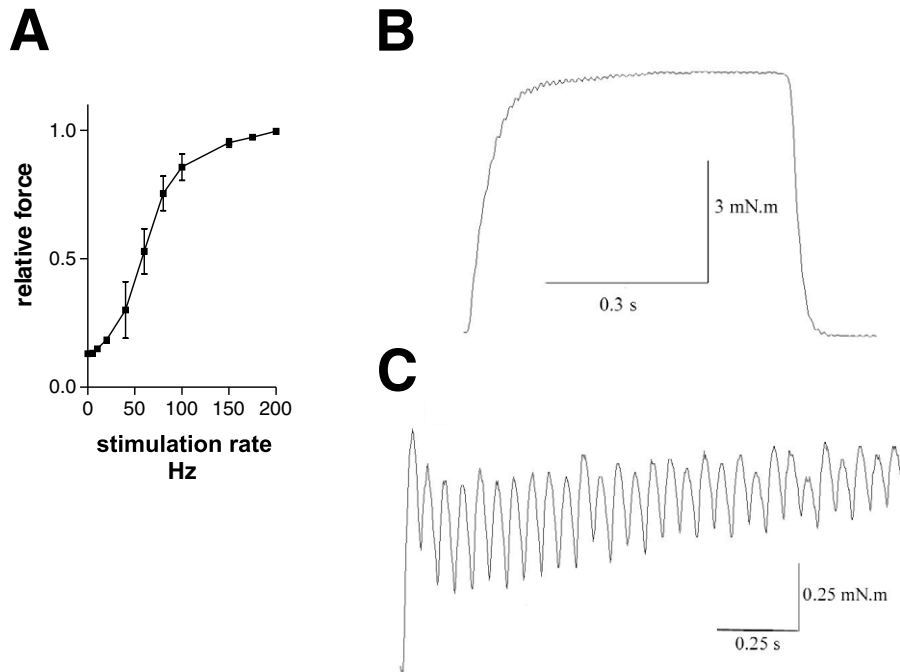 A
B
C
relative force
1.0
0.5
0.0
0 50 100 150 200
stimulation rate
Hz
3 mN.m
0.3 s
0.25 mN.m
0.25 s